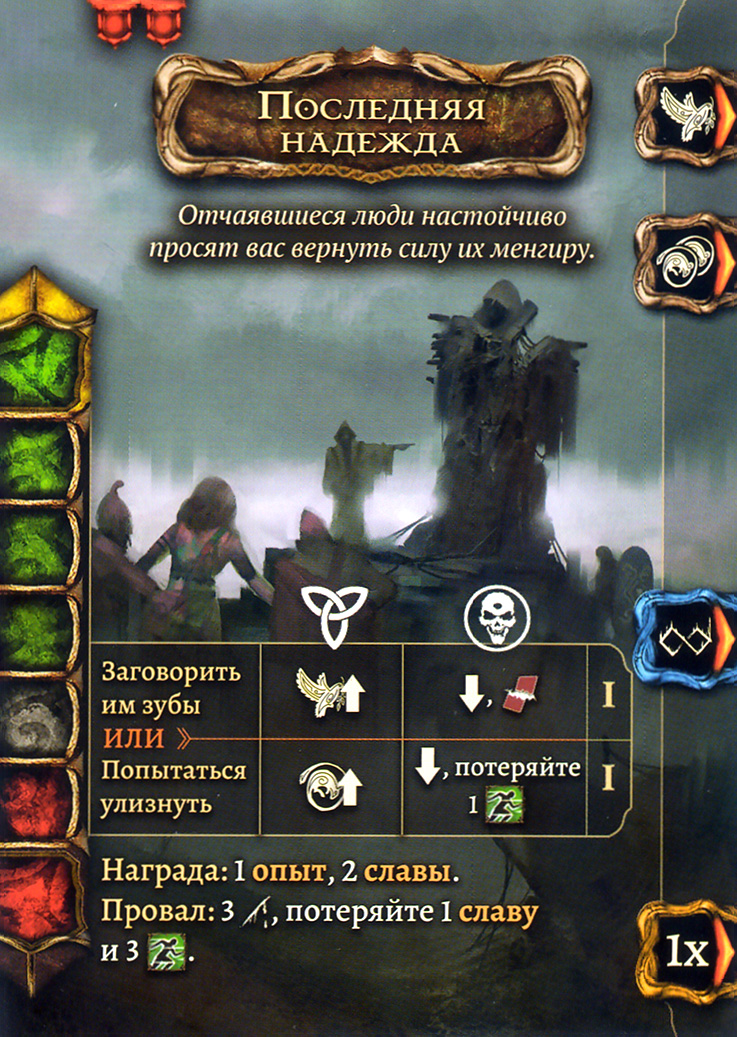 Последняя
надежда
Отчаявшиеся люди настойчиво
просят вас вернуть силу их менгиру.
Заговорить
им зубы
,
I
ИЛИ
Попытаться
улизнуть
, потеряйте
1
I
Награда: 1 опыт, 2 славы.
Провал: 3 , потеряйте 1 славу
и 3 .
1x